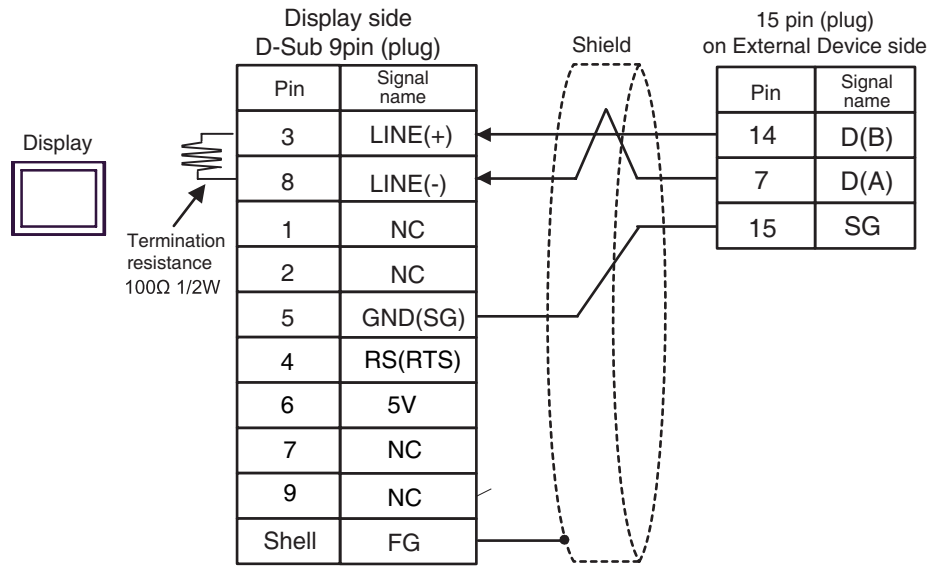 Display side
D-Sub 9pin (plug)
Shield
15 pin (plug)
on External Device side
Display
Termination
resistance
100Ω 1/2W
Pin Signal name
3 LINE(+)
8 LINE(-)
1 NC
2 NC
5 GND(SG)
4 RS(RTS)
6 5V
7 NC
9 NC
Shell FG
Pin Signal name
14 D(B)
7 D(A)
15 SG